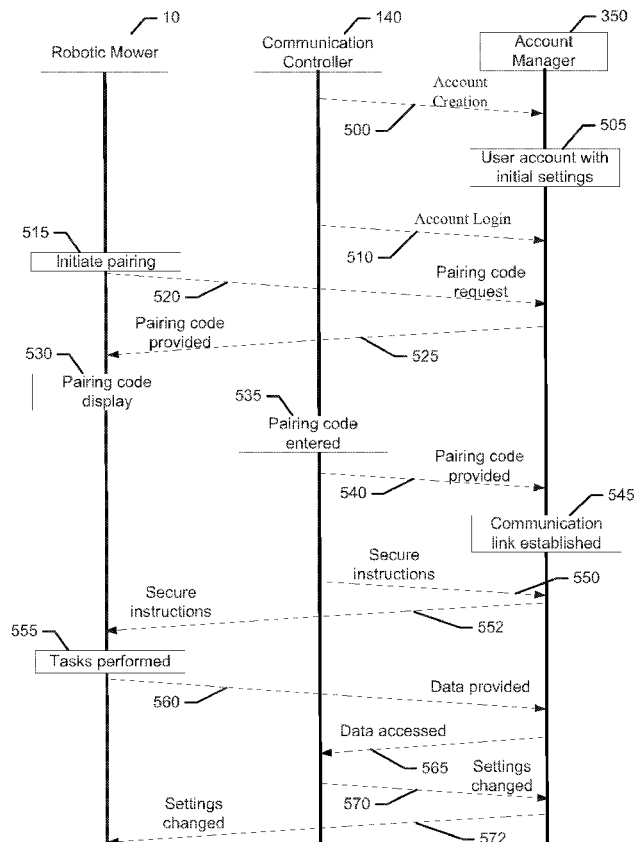 10
140
350
Robotic Mower
Communication
Controller
Account
Manager
Account
Creation
500
505
User account with
initial settings
Account Login
510
515
Initiate pairing
Pairing code
request
520
Pairing code
provided
525
530
Pairing code
display
535
Pairing code
entered
Pairing code
provided
540
545
Communication
link established
Secure
instructions
550
Secure
instructions
552
555
Tasks performed
Data provided
560
Data accessed
565
Settings
changed
570
Settings
changed
572